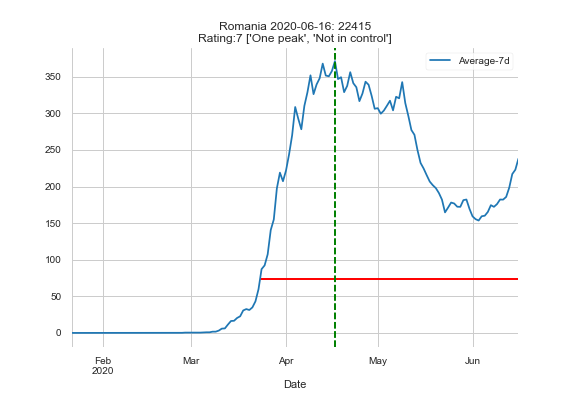 Romania 2020-06-16: 22415
Rating:7 ['One peak', 'Not in control']
Average-7d
350
300
250
200
150
100
50
0
Feb
2020
Mar
Apr
May
Jun
Date